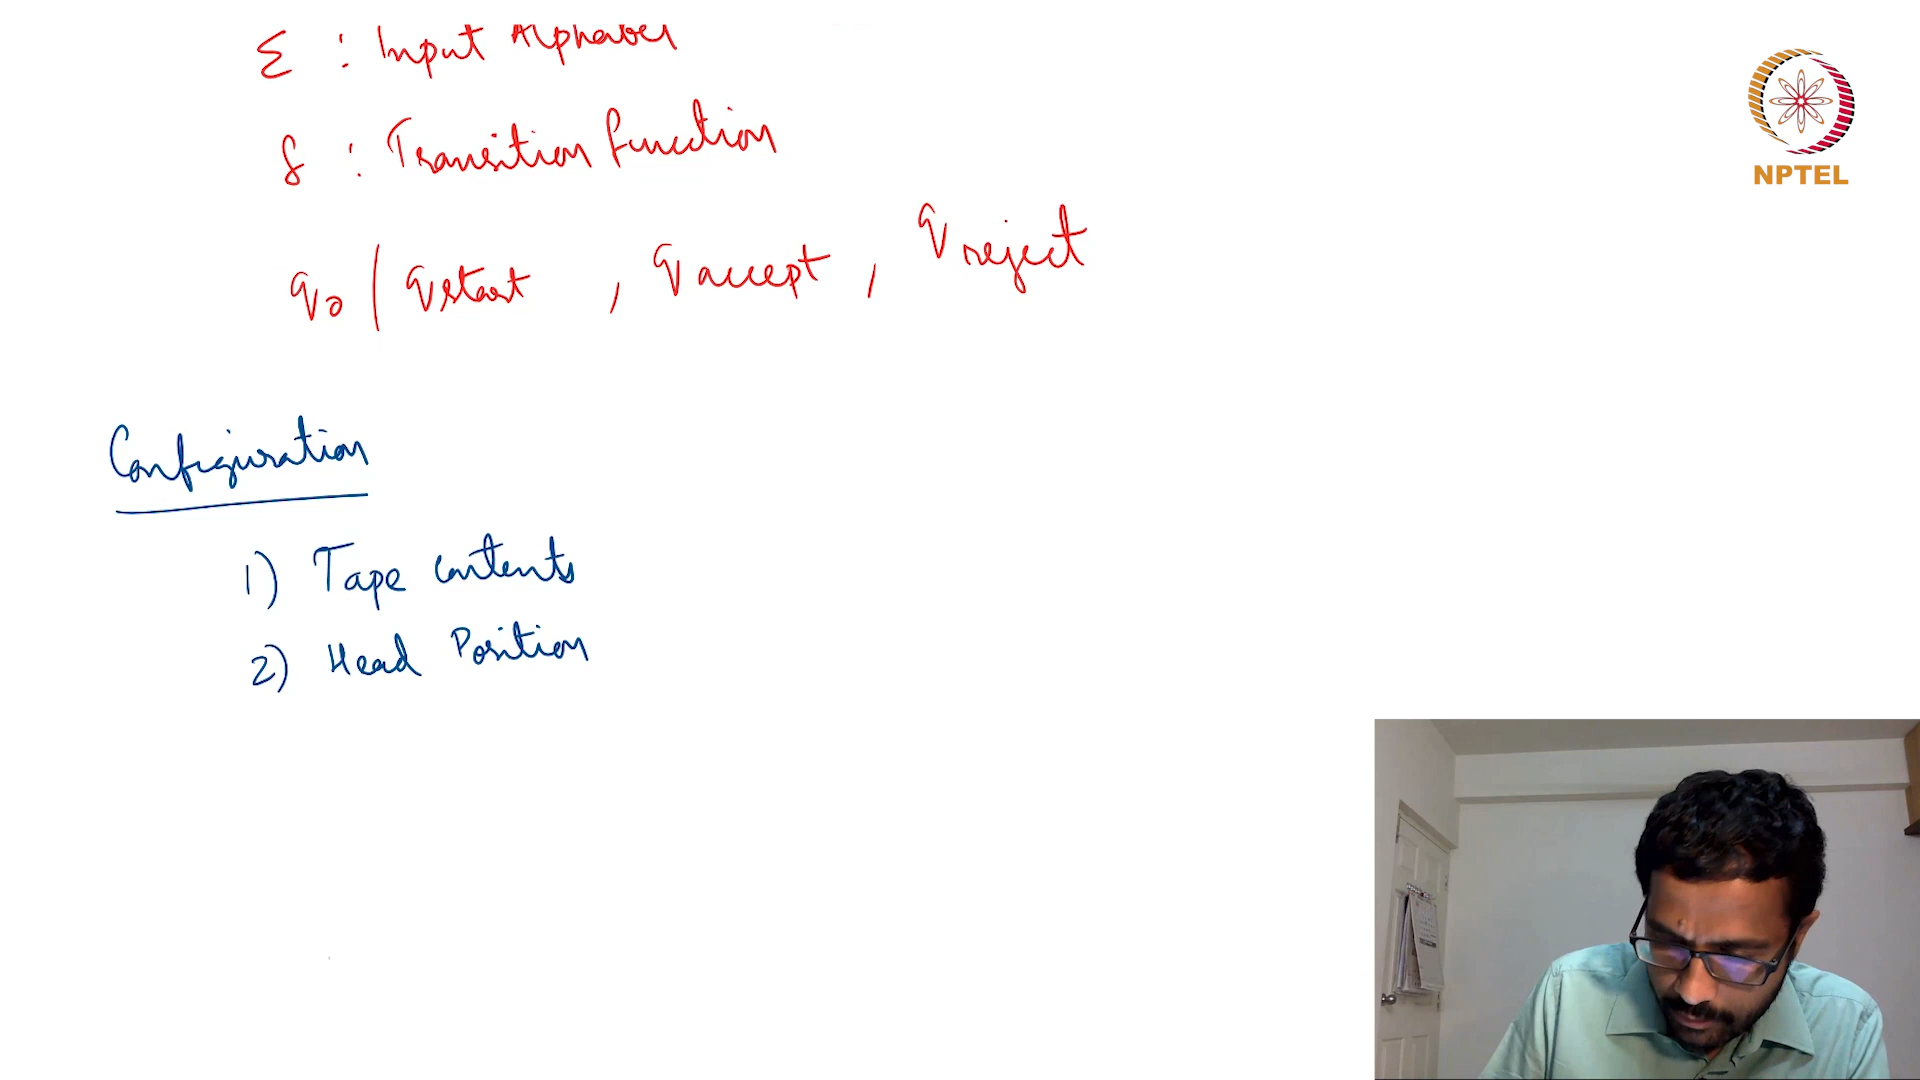 Σ : Input Alphabet
δ : Transition Function
q0 / qstart , qaccept , qreject
NPTEL
Configuration
1) Tape contents
2) Head Position